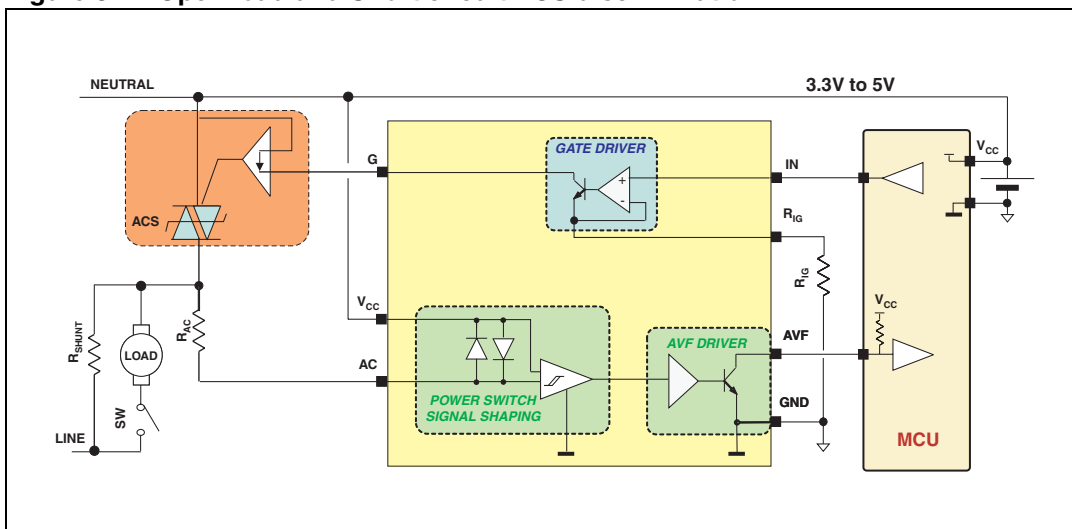 NEUTRAL
3.3V to 5V
G
GATE DRIVER
+
-
IN
VCC
ACS
RIG
RIG
RSHUNT
LOAD
RAC
VCC
VCC
SW
AC
POWER SWITCH
SIGNAL SHAPING
AVF DRIVER
AVF
GND
LINE
MCU